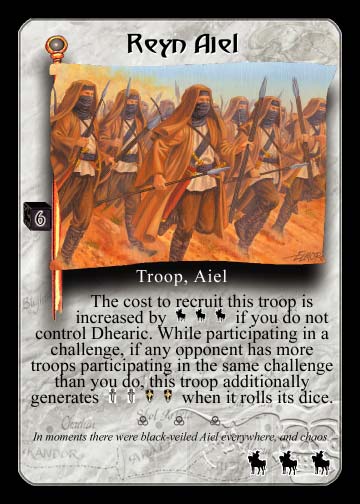 Reyn Aiel
6
ELMORE
Troop, Aiel
The cost to recruit this troop is
increased by if you do not
control Dhearic. While participating in a
challenge, if any opponent has more
troops participating in the same challenge
than you do, this troop additionally
generates when it rolls its dice.
In moments there were black-veiled Aiel everywhere, and chaos
KANDOR